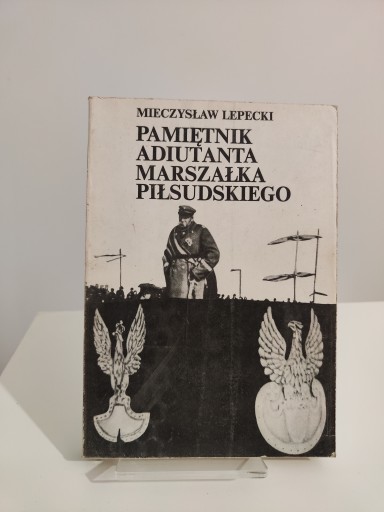 MIECZYSŁAW LEPECKI
PAMIĘTNIK
ADIUTANTA
MARSZAŁKA
PIŁSUDSKIEGO